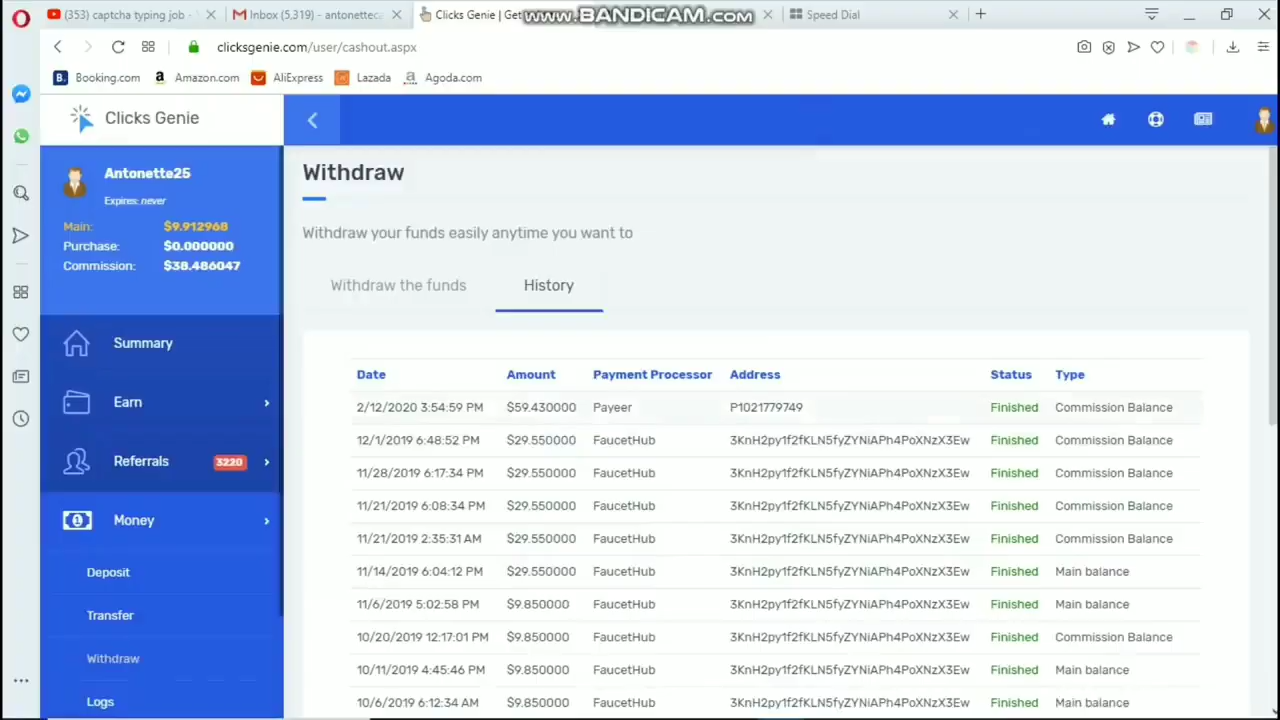 (353) captcha typing job -
Inbox (5,319) - antonettec
Clicks Genie | Get
www.BANDICAM.com
Speed Dial
clicksgenie.com/user/cashout.aspx
B. Booking.com
a Amazon.com
AliExpress
Lazada
a Agoda.com
Clicks Genie
Antonette25
Expires: never
Main: $9.912968
Purchase: $0.000000
Commission: $38.486047
Summary
Earn
Referrals 3220
Money
Deposit
Transfer
Withdraw
Logs
Withdraw
Withdraw your funds easily anytime you want to
Withdraw the funds History
Date Amount Payment Processor Address Status Type
2/12/2020 3:54:59 PM $59.430000 Payeer P1021779749 Finished Commission Balance
12/1/2019 6:48:52 PM $29.550000 FaucetHub 3KnH2py1f2fKLN5fyZYNiAPh4PoXNzX3Ew Finished Commission Balance
11/28/2019 6:17:34 PM $29.550000 FaucetHub 3KnH2py1f2fKLN5fyZYNiAPh4PoXNzX3Ew Finished Commission Balance
11/21/2019 6:08:34 PM $29.550000 FaucetHub 3KnH2py1f2fKLN5fyZYNiAPh4PoXNzX3Ew Finished Commission Balance
11/21/2019 2:35:31 AM $29.550000 FaucetHub 3KnH2py1f2fKLN5fyZYNiAPh4PoXNzX3Ew Finished Commission Balance
11/14/2019 6:04:12 PM $29.550000 FaucetHub 3KnH2py1f2fKLN5fyZYNiAPh4PoXNzX3Ew Finished Main balance
11/6/2019 5:02:58 PM $9.850000 FaucetHub 3KnH2py1f2fKLN5fyZYNiAPh4PoXNzX3Ew Finished Main balance
10/20/2019 12:17:01 PM $9.850000 FaucetHub 3KnH2py1f2fKLN5fyZYNiAPh4PoXNzX3Ew Finished Commission Balance
10/11/2019 4:45:46 PM $9.850000 FaucetHub 3KnH2py1f2fKLN5fyZYNiAPh4PoXNzX3Ew Finished Main balance
10/6/2019 6:12:34 AM $9.850000 FaucetHub 3KnH2py1f2fKLN5fyZYNiAPh4PoXNzX3Ew Finished Main balance